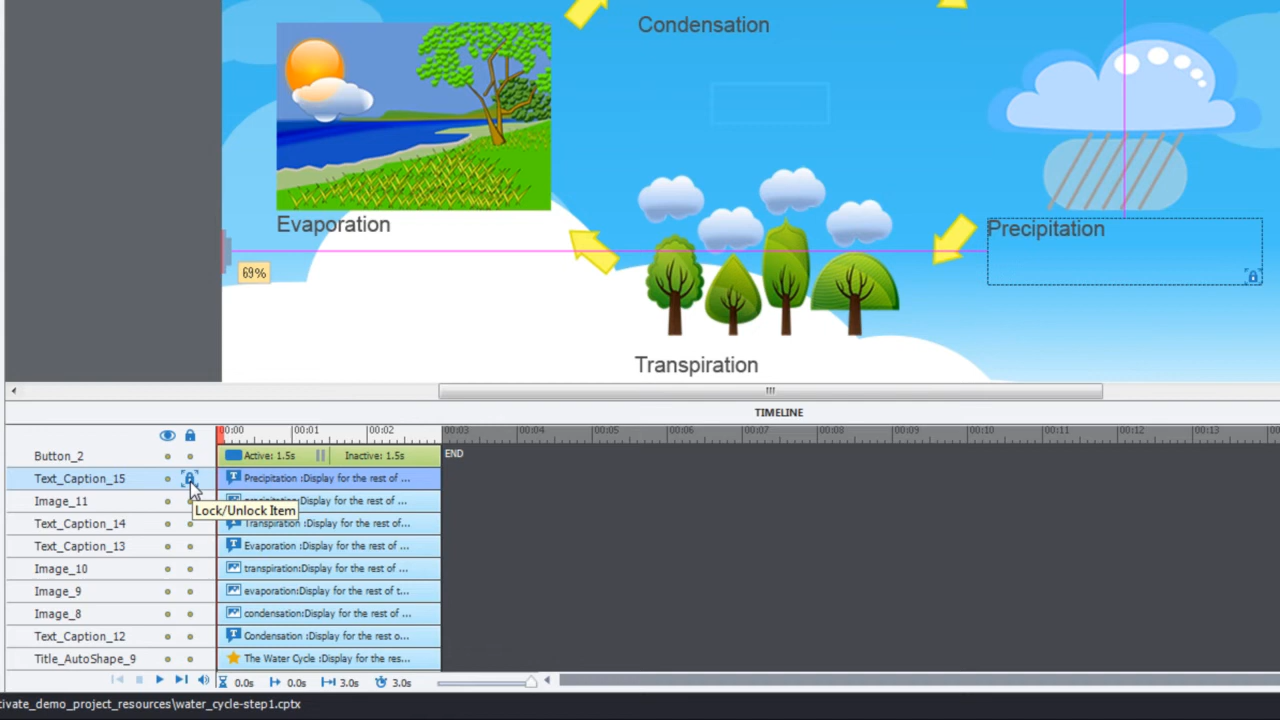 Condensation
Evaporation
Precipitation
69%
Transpiration
TIMELINE
00:00 00:01 00:02 00:03 00:04 00:05 00:06 00:07 00:08 00:09 00:10 00:11 00:12 00:13
Button_2 Active: 1.5s Inactive: 1.5s END
Text_Caption_15 Precipitation :Display for the rest of ...
Lock/Unlock Item
Image_11 precipitation:Display for the rest of ...
Text_Caption_14 Transpiration :Display for the rest of...
Text_Caption_13 Evaporation :Display for the rest of ...
Image_10 transpiration:Display for the rest of ...
Image_9 evaporation:Display for the rest of t...
Image_8 condensation:Display for the rest of ...
Text_Caption_12 Condensation :Display for the rest o...
Title_AutoShape_9 The Water Cycle :Display for the res...
0.0s 0.0s 3.0s 3.0s
tivate_demo_project_resources\water_cycle-step1.cptx